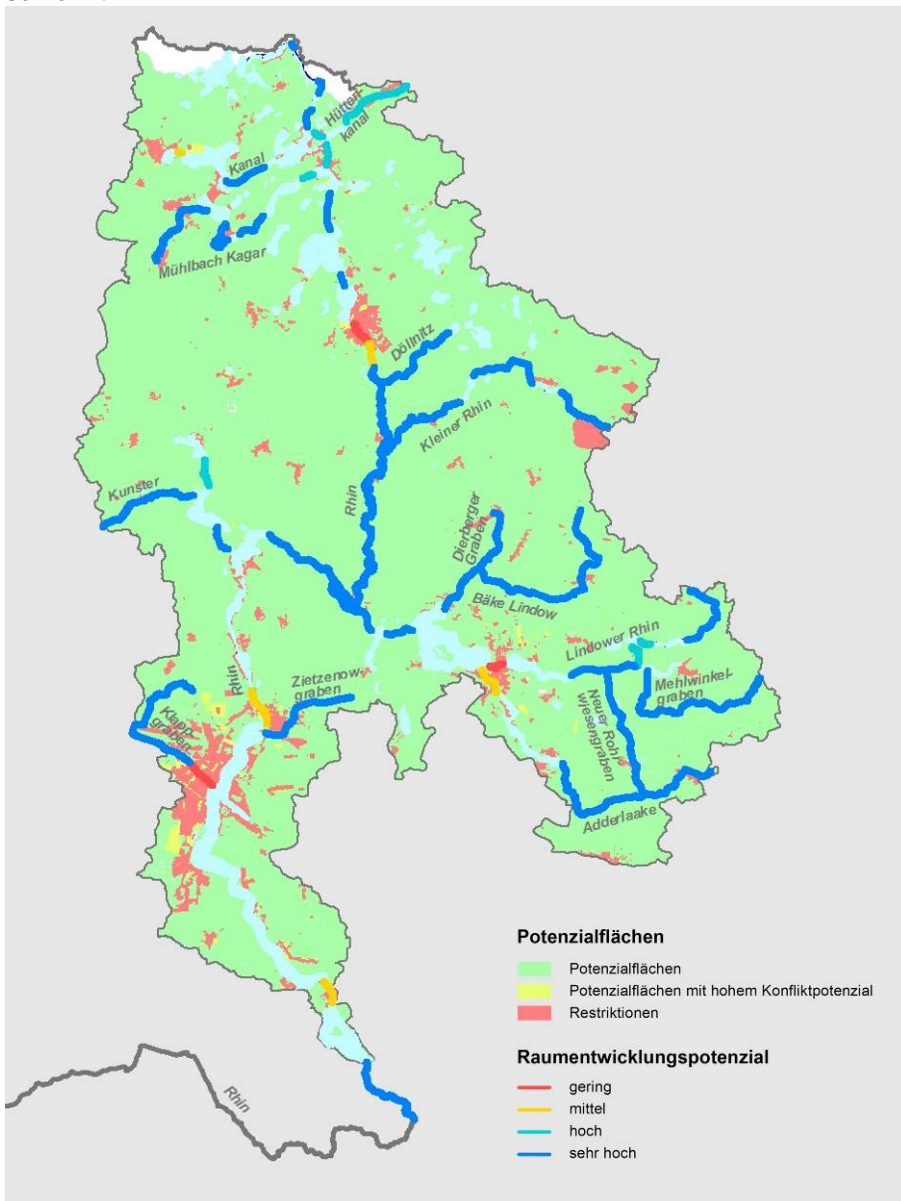 Hütten-
kanal
Kanal
Mühlbach Kagar
Döllnitz
Kleiner Rhin
Kunster
Rhin
Dierberger
Graben
Bäke Lindow
Lindower Rhin
Rhin
Zietzenow-
graben
Mehlwinkel-
graben
Klapp-
graben
Neuer Rohr-
wiesengraben
Adderlaake
Potenzialflächen
Potenzialflächen
Potenzialflächen mit hohem Konfliktpotenzial
Restriktionen
Raumentwicklungspotenzial
gering
mittel
hoch
sehr hoch
Rhin